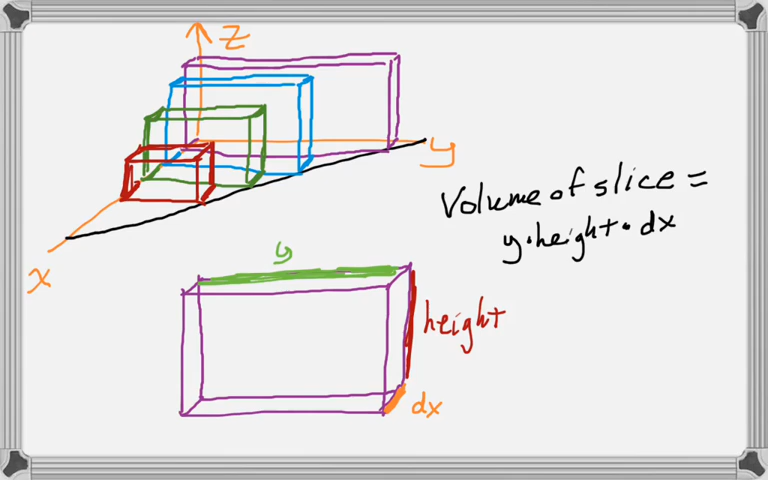 Z
y
x
Volume of slice =
y·height·dx
y
height
dx